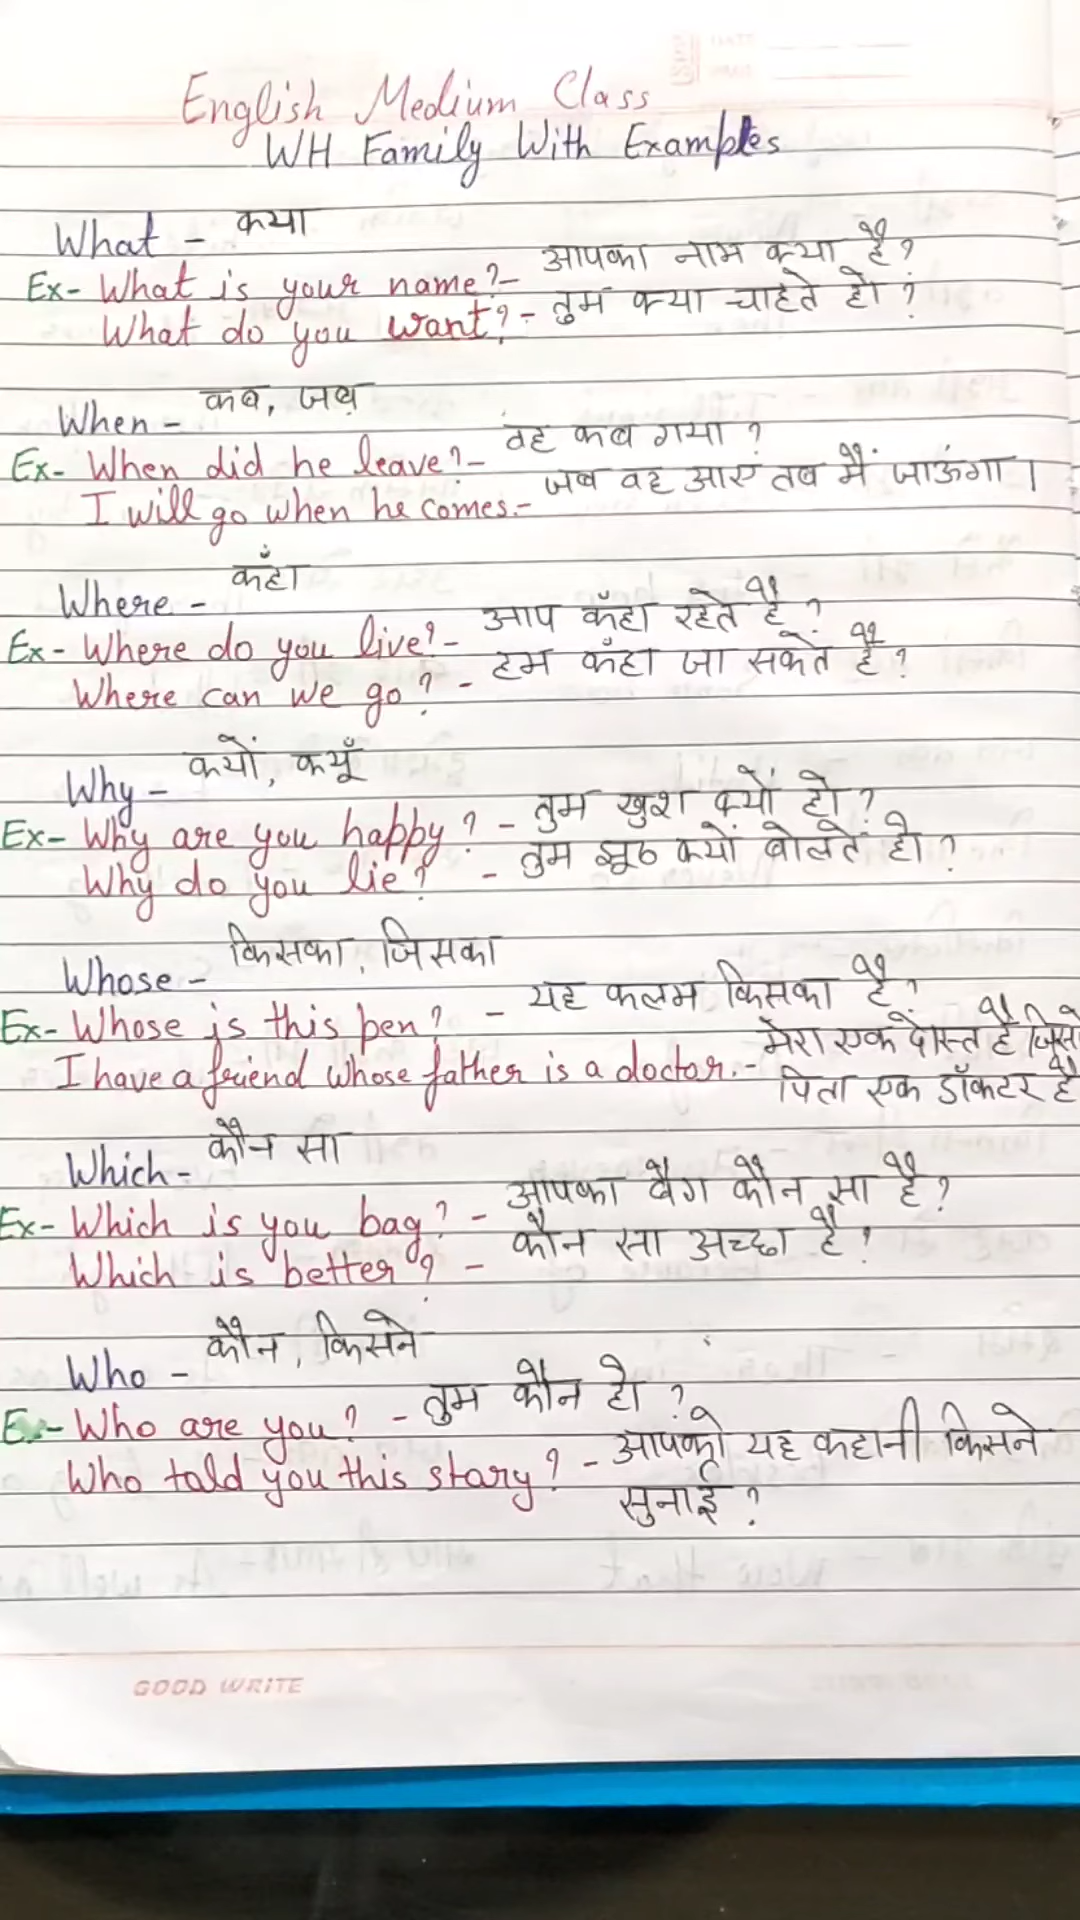 English Medium Class
WH Family With Examples
What - क्या
Ex- What is your name? - आपका नाम क्या है?
What do you want? - तुम क्या चाहते हो?
When - कब, जब
Ex- When did he leave? - वह कब गया?
I will go when he comes. - जब वह आए तब मैं जाऊंगा।
Where - कँहा
Ex- Where do you live? - आप कँहा रहेते है?
Where can we go? - हम कँहा जा सकते है?
Why - क्यों, क्यूँ
Ex- Why are you happy? - तुम खुश क्यों हो?
Why do you lie? - तुम झूठ क्यों बोलते हो?
Whose - किसका, जिसका
Ex- Whose is this pen? - यह कलम किसका है?
I have a friend whose father is a doctor. - मेरा एक दोस्त है
पिता एक डॉक्टर है
Which - कौन सा
Ex- Which is you bag? - आपका बैग कौन सा है?
Which is better? - कौन सा अच्छा है?
Who - कौन, किसने
Ex- Who are you? - तुम कौन हो?
Who told you this story? - आपको यह कहानी किसने
सुनाई?
GOOD WRITE